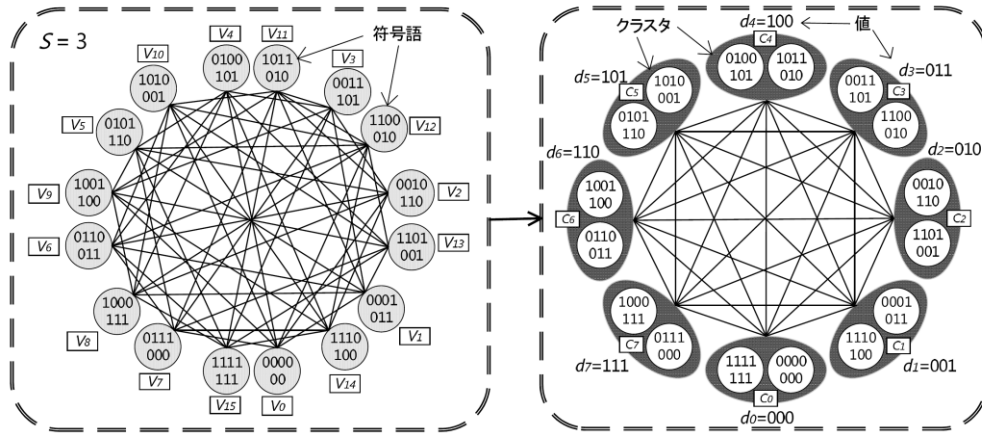 S = 3
V4
V11
符号語
V10
V3
0100
101
1011
010
1010
001
0011
101
V5
0101
110
1100
010
V12
V9
1001
100
0010
110
V2
V6
0110
011
1101
001
V13
1000
111
0001
011
V8
V1
0111
000
1111
111
0000
00
1110
100
V7
V15
V0
V14
クラスタ
d4=100
値
C4
0100
101
1011
010
d5=101
d3=011
1010
001
C5
0101
110
0011
101
C3
1100
010
d6=110
d2=010
1001
100
C6
0110
011
0010
110
C2
1101
001
1000
111
C7
0111
000
0001
011
C1
1110
100
1111
111
0000
000
C0
d7=111
d1=001
d0=000